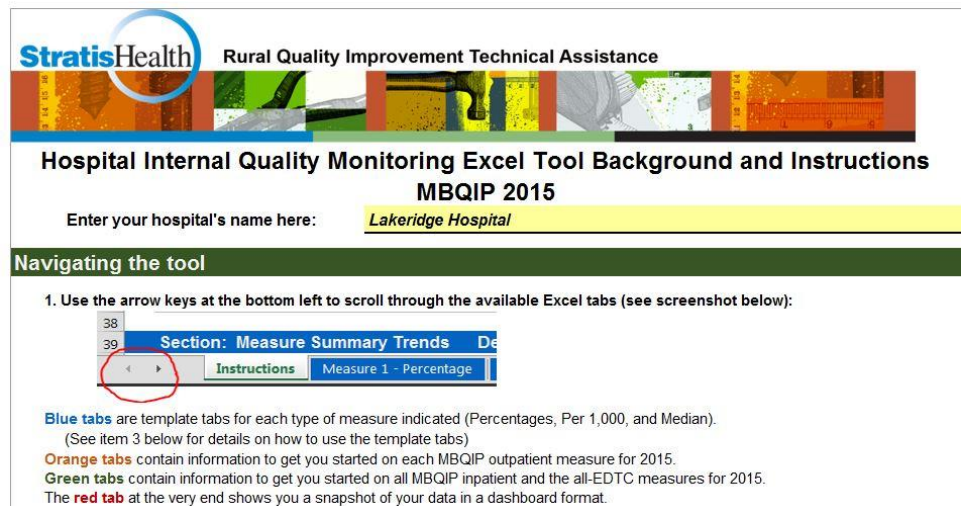 StratisHealth
Rural Quality Improvement Technical Assistance
Hospital Internal Quality Monitoring Excel Tool Background and Instructions
MBQIP 2015
Enter your hospital's name here: Lakeridge Hospital
Navigating the tool
1. Use the arrow keys at the bottom left to scroll through the available Excel tabs (see screenshot below):
38
39 Section: Measure Summary Trends De
Instructions Measure 1 - Percentage
Blue tabs are template tabs for each type of measure indicated (Percentages, Per 1,000, and Median).
(See item 3 below for details on how to use the template tabs)
Orange tabs contain information to get you started on each MBQIP outpatient measure for 2015.
Green tabs contain information to get you started on all MBQIP inpatient and the all-EDTC measures for 2015.
The red tab at the very end shows you a snapshot of your data in a dashboard format.